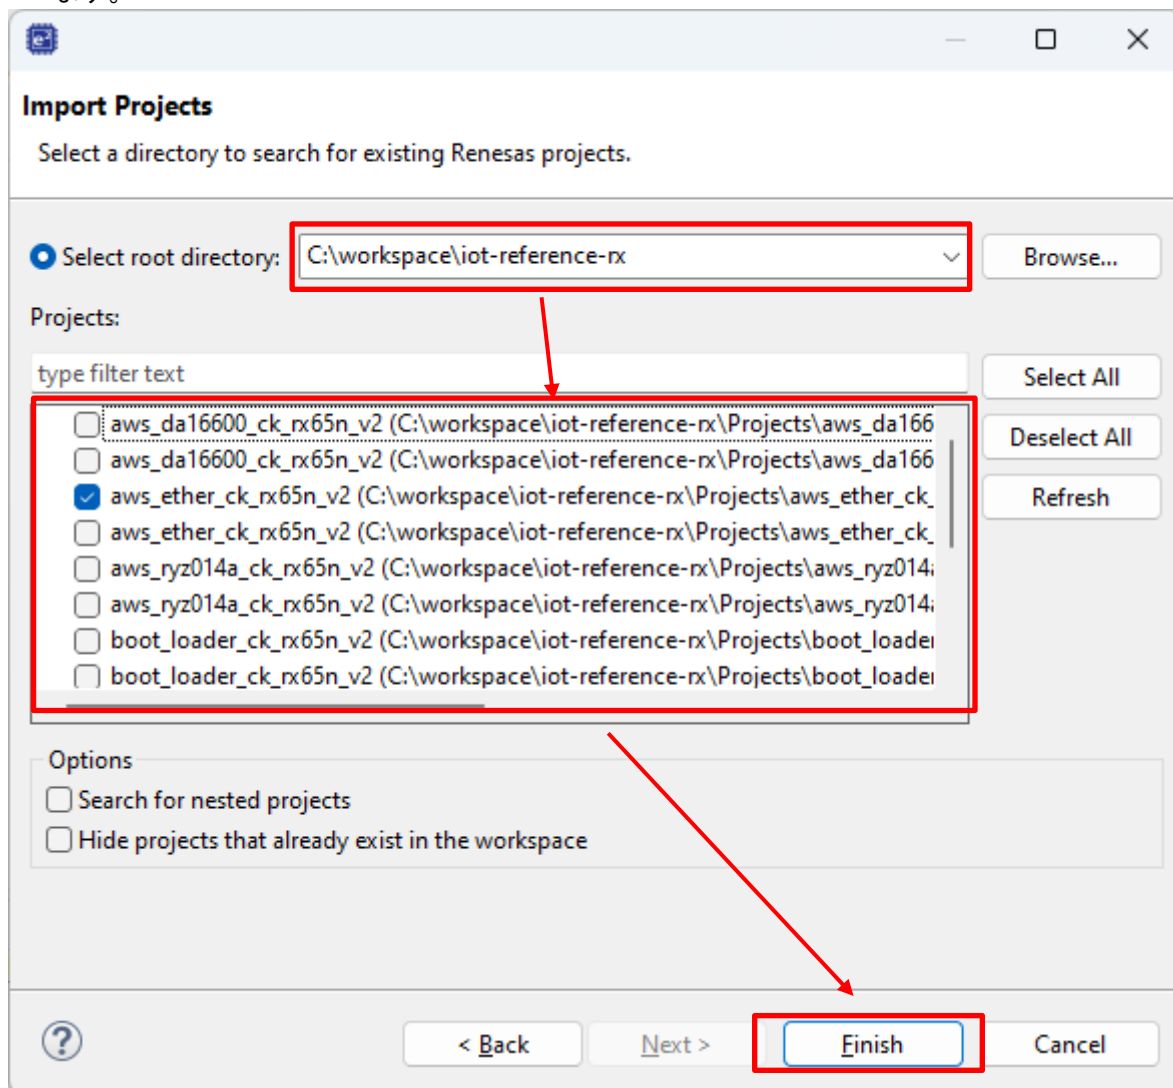 Import Projects
Select a directory to search for existing Renesas projects.
Select root directory: C:\workspace\iot-reference-rx Browse...
Projects:
type filter text Select All
aws_da16600_ck_rx65n_v2 (C:\workspace\iot-reference-rx\Projects\aws_da166
Deselect All
aws_da16600_ck_rx65n_v2 (C:\workspace\iot-reference-rx\Projects\aws_da166
aws_ether_ck_rx65n_v2 (C:\workspace\iot-reference-rx\Projects\aws_ether_ck_ Refresh
aws_ether_ck_rx65n_v2 (C:\workspace\iot-reference-rx\Projects\aws_ether_ck_
aws_ryz014a_ck_rx65n_v2 (C:\workspace\iot-reference-rx\Projects\aws_ryz014
aws_ryz014a_ck_rx65n_v2 (C:\workspace\iot-reference-rx\Projects\aws_ryz014
boot_loader_ck_rx65n_v2 (C:\workspace\iot-reference-rx\Projects\boot_loade
boot_loader_ck_rx65n_v2 (C:\workspace\iot-reference-rx\Projects\boot_loade
Options
Search for nested projects
Hide projects that already exist in the workspace
? < Back Next > Finish Cancel